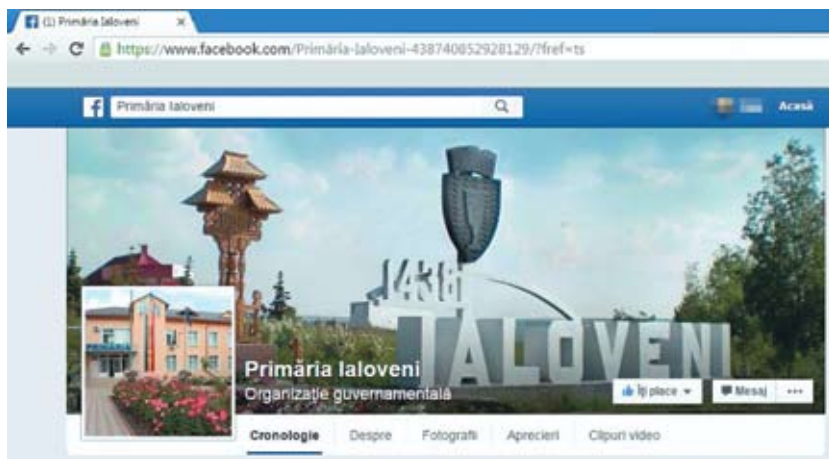 (1) Primăria Ialoveni
https://www.facebook.com/Primăria-Ialoveni-438740852928129/?fref=ts
Primăria Ialoveni
Acasă
1438
IALOVENI
Primăria Ialoveni
Organizație guvernamentală
Îți place
Mesaj
Cronologie Despre Fotografii Aprecieri Clipuri video